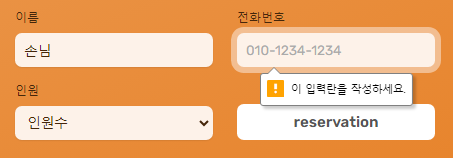 이름
전화번호
손님
010-1234-1234
이 입력란을 작성하세요.
인원
인원수
reservation